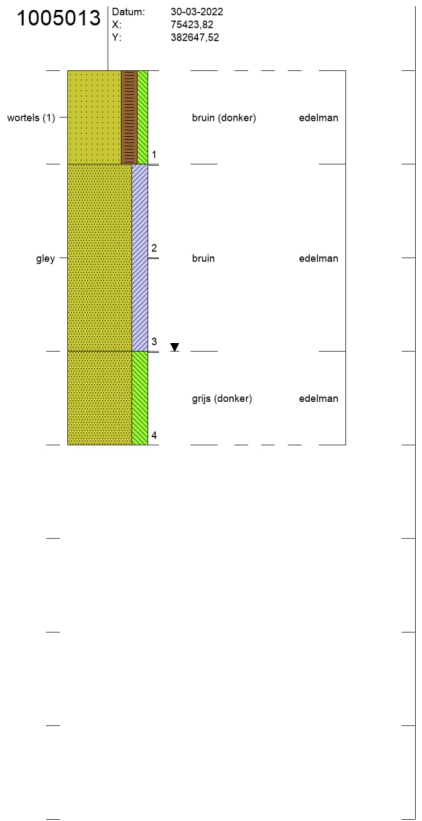 1005013
Datum: 30-03-2022
X: 75423,82
Y: 382647,52
wortels (1) bruin (donker) edelman
1
2
gley bruin edelman
3
grijs (donker) edelman
4